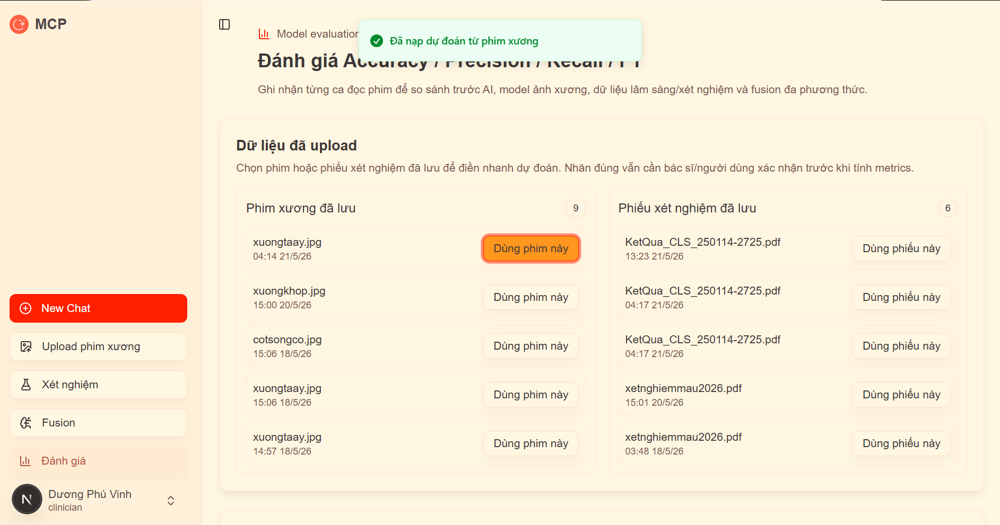 MCP
New Chat
Upload phim xương
Xét nghiệm
Fusion
Đánh giá
N
Dương Phú Vinh
clinician
Model evaluation
Đã nạp dự đoán từ phim xương
Đánh giá Accuracy / Precision / Recall / F1
Ghi nhận từng ca đọc phim để so sánh trước AI, model ảnh xương, dữ liệu lâm sàng/xét nghiệm và fusion đa phương thức.
Dữ liệu đã upload
Chọn phim hoặc phiếu xét nghiệm đã lưu để điền nhanh dự đoán. Nhãn đúng vẫn cần bác sĩ/người dùng xác nhận trước khi tính metrics.
Phim xương đã lưu 9
xuongtaay.jpg
04:14 21/5/26
Dùng phim này
xuongkhop.jpg
15:00 20/5/26
Dùng phim này
cotsongco.jpg
15:06 18/5/26
Dùng phim này
xuongtaay.jpg
15:06 18/5/26
Dùng phim này
xuongtaay.jpg
14:57 18/5/26
Dùng phim này
Phiếu xét nghiệm đã lưu 6
KetQua_CLS_250114-2725.pdf
13:23 21/5/26
Dùng phiếu này
KetQua_CLS_250114-2725.pdf
04:17 21/5/26
Dùng phiếu này
KetQua_CLS_250114-2725.pdf
04:17 21/5/26
Dùng phiếu này
xetnghiemmau2026.pdf
15:01 20/5/26
Dùng phiếu này
xetnghiemmau2026.pdf
03:48 18/5/26
Dùng phiếu này